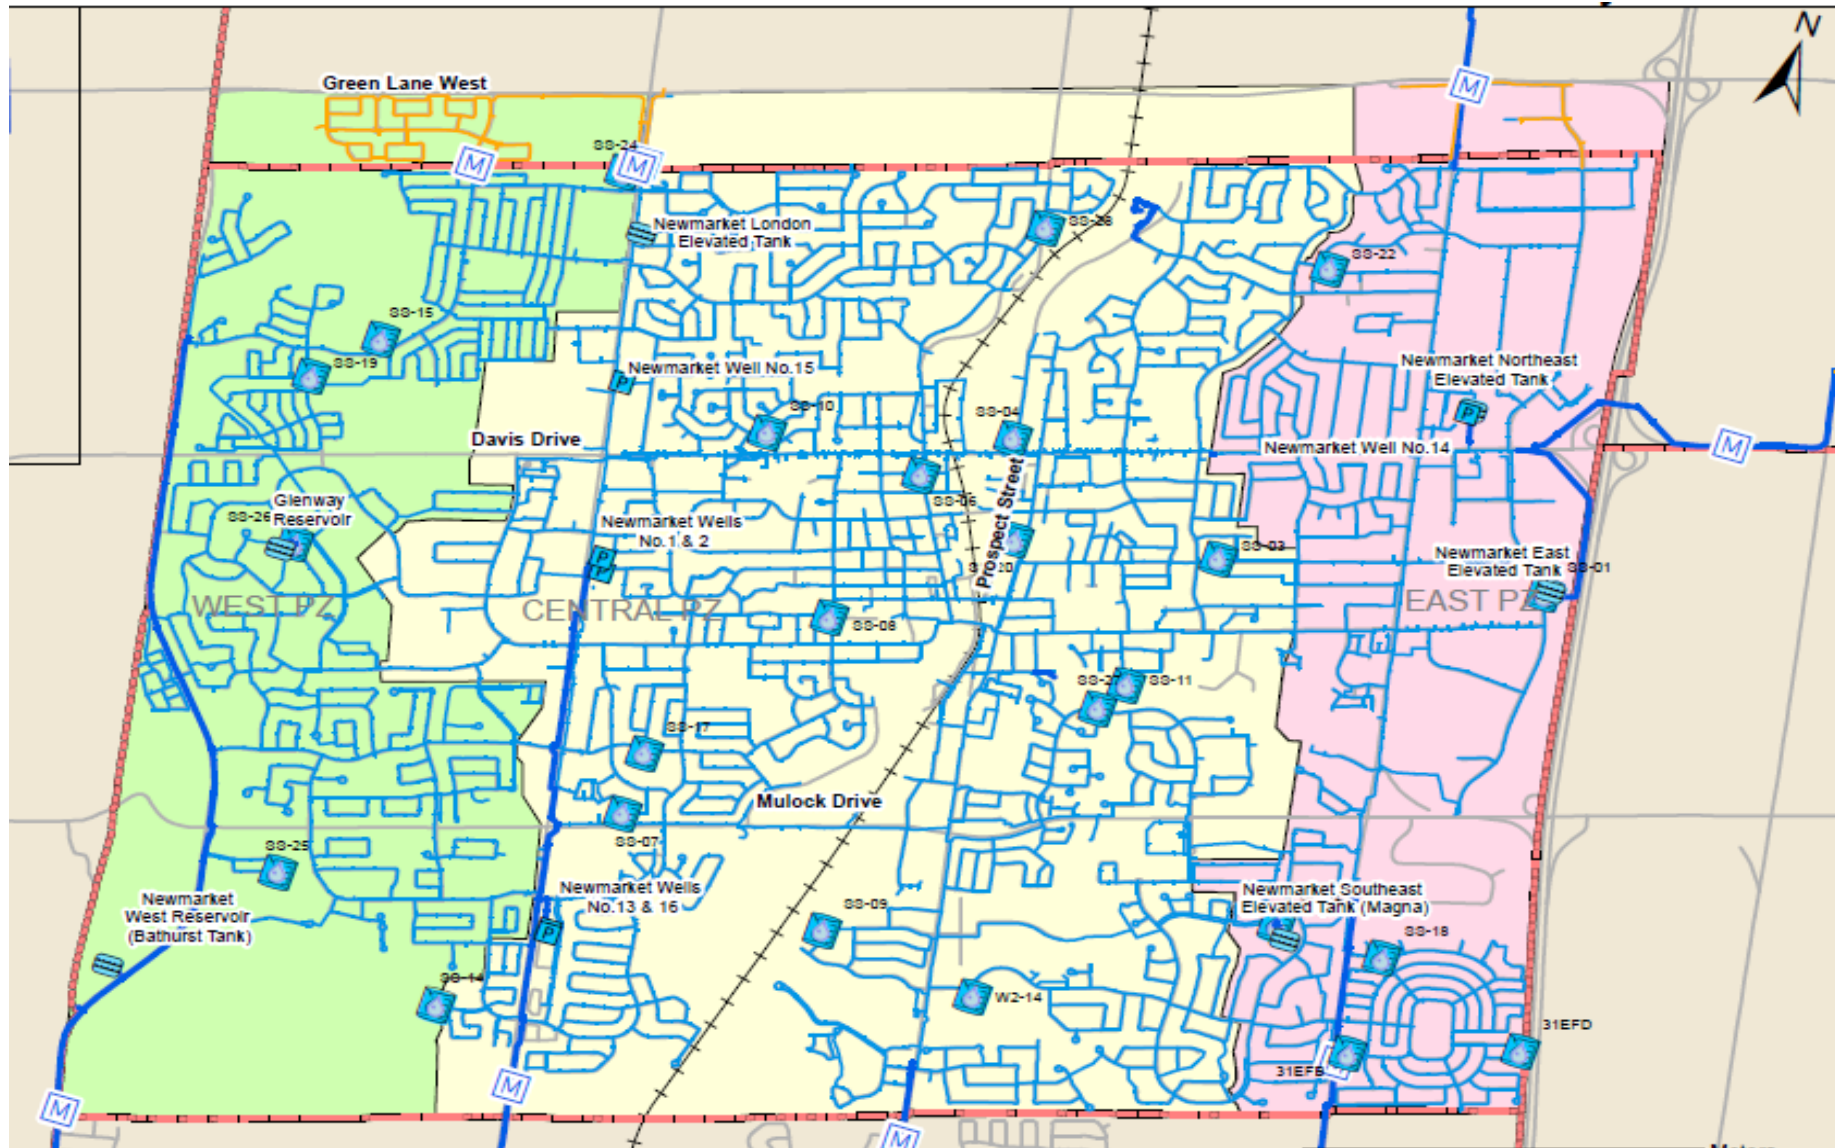 N
Green Lane West
M
M
M
SS-24
Newmarket London
Elevated Tank
SS-28
SS-22
SS-15
SS-19
Newmarket Well No.15
P
Newmarket Northeast
Elevated Tank
P
SS-10
SS-04
Davis Drive
Newmarket Well No.14
M
Glenway
Reservoir
SS-26
SS-06
Prospect Street
Newmarket Wells
No.1 & 2
P
SS-03
Newmarket East
Elevated Tank
SS-01
WEST PZ
CENTRAL PZ
EAST PZ
SS-08
SS-27
SS-11
SS-17
Mulock Drive
SS-07
SS-25
Newmarket
West Reservoir
(Bathurst Tank)
Newmarket Wells
No.13 & 16
P
SS-09
Newmarket Southeast
Elevated Tank (Magna)
SS-18
SS-14
W2-14
31EFD
M
M
M